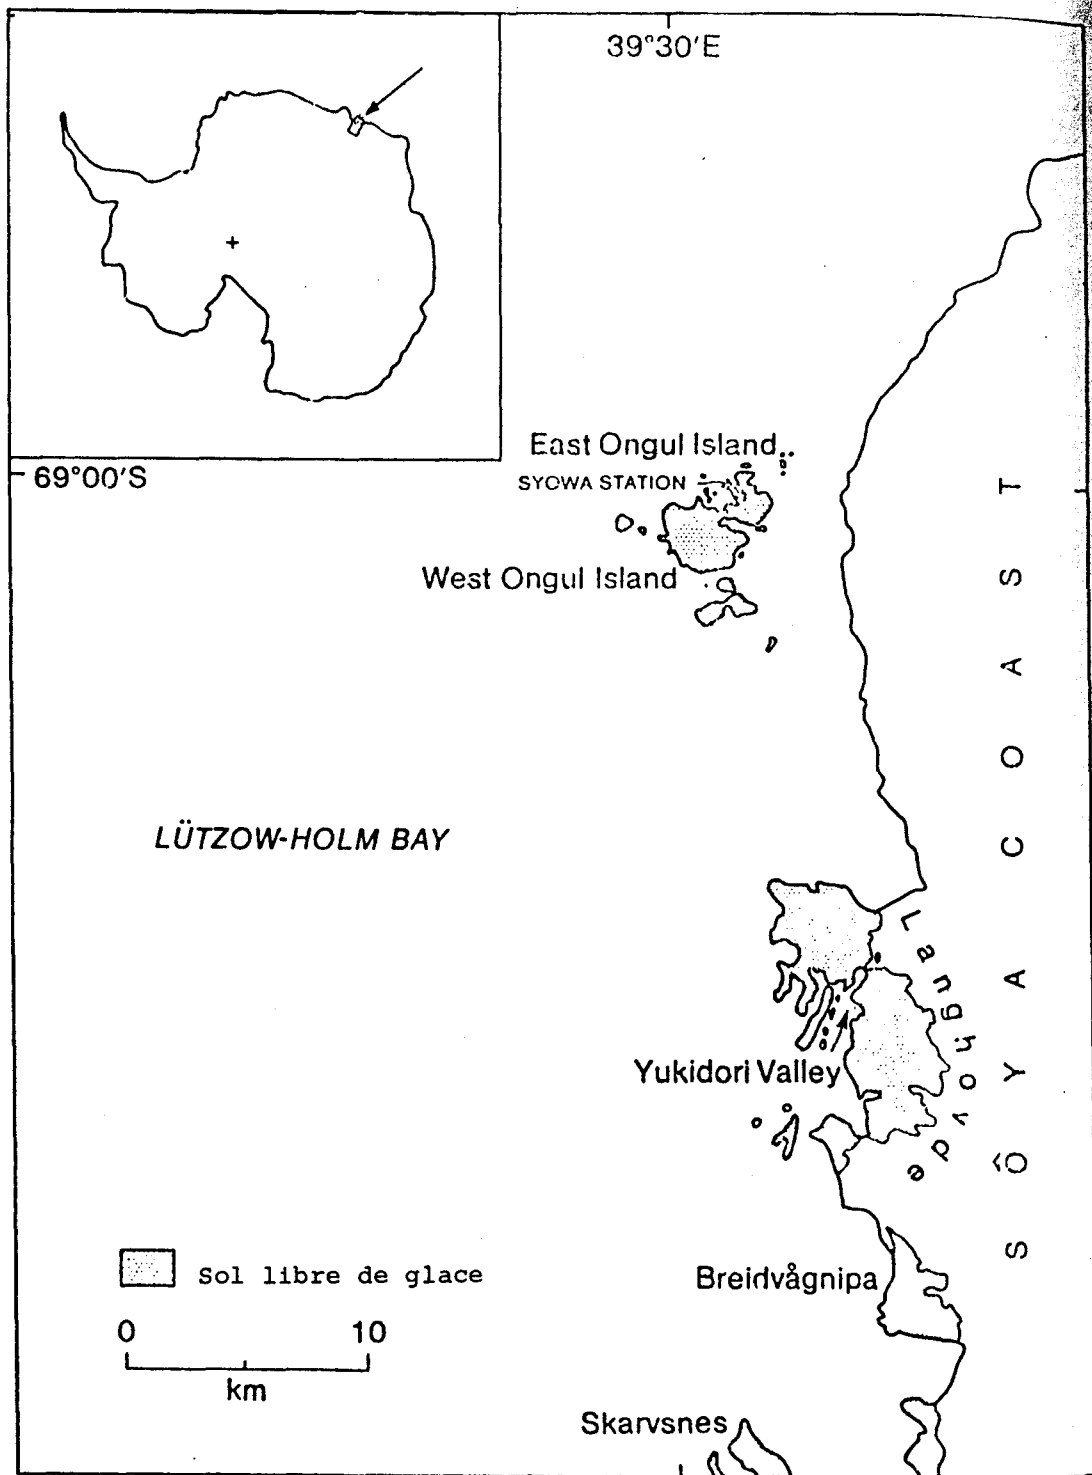 39°30'E
69°00'S
East Ongul Island
SYOWA STATION
West Ongul Island
LÜTZOW-HOLM BAY
SÔYA COAST
Langhovde
Yukidori Valley
Breidvågnipa
Sol libre de glace
0 10
km
Skarvsnes